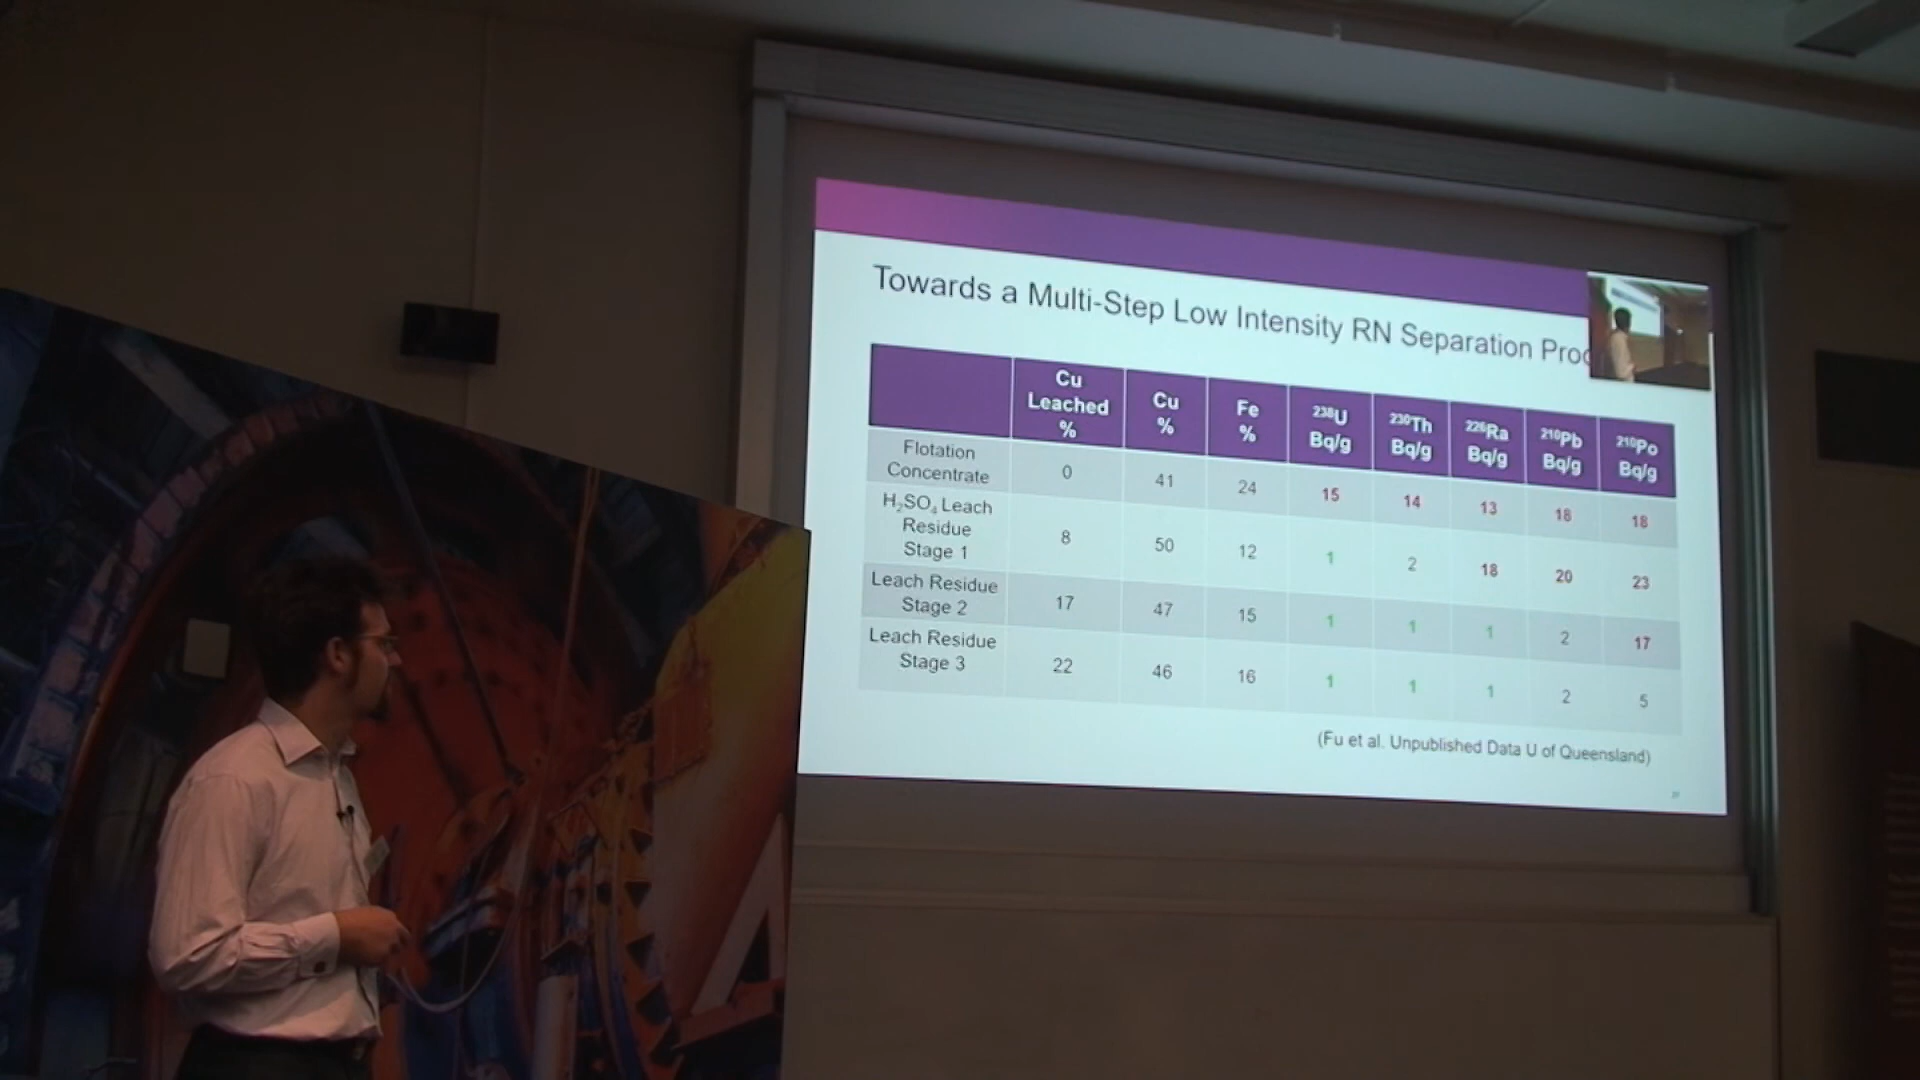 Towards a Multi-Step Low Intensity RN Separation Proc
Cu Leached % Cu % Fe % ²³⁸U Bq/g ²³⁰Th Bq/g ²²⁶Ra Bq/g ²¹⁰Pb Bq/g ²¹⁰Po Bq/g
Flotation Concentrate 0 41 24 15 14 13 18 18
H₂SO₄ Leach Residue Stage 1 8 50 12 1 2 18 20 23
Leach Residue Stage 2 17 47 15 1 1 1 2 17
Leach Residue Stage 3 22 46 16 1 1 1 2 5
(Fu et al. Unpublished Data U of Queensland)